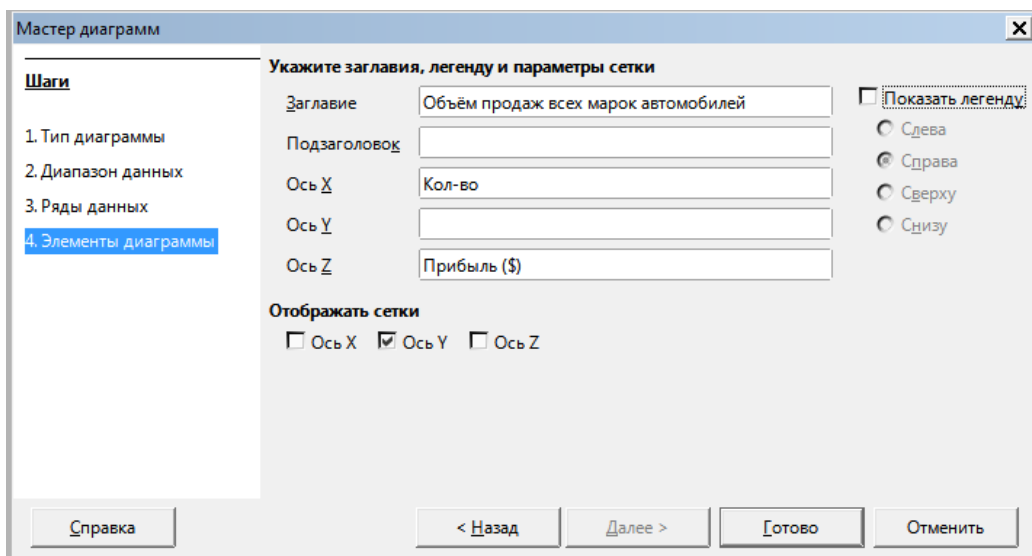 Мастер диаграмм
Шаги
1. Тип диаграммы
2. Диапазон данных
3. Ряды данных
4. Элементы диаграммы
Укажите заглавия, легенду и параметры сетки
Заглавие Объём продаж всех марок автомобилей
Подзаголовок
Ось X Кол-во
Ось Y
Ось Z Прибыль ($)
Показать легенду
Слева
Справа
Сверху
Снизу
Отображать сетки
Ось X Ось Y Ось Z
Справка < Назад Далее > Готово Отменить